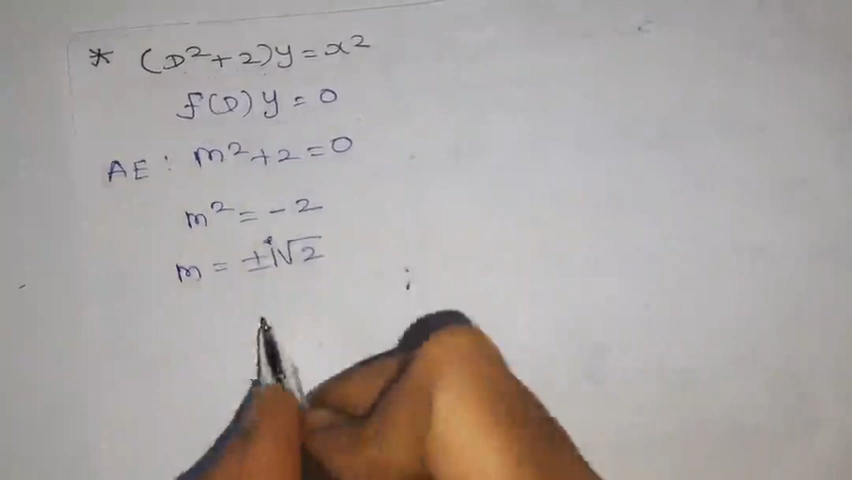 * (D²+2)y = x²
f(D)y = 0
AE : m²+2 = 0
m² = -2
m = ±i√2